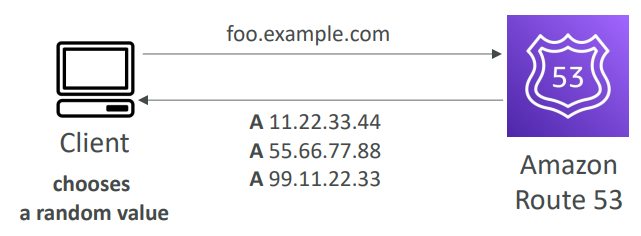 foo.example.com
53
A 11.22.33.44
A 55.66.77.88
A 99.11.22.33
Client
chooses
a random value
Amazon
Route 53